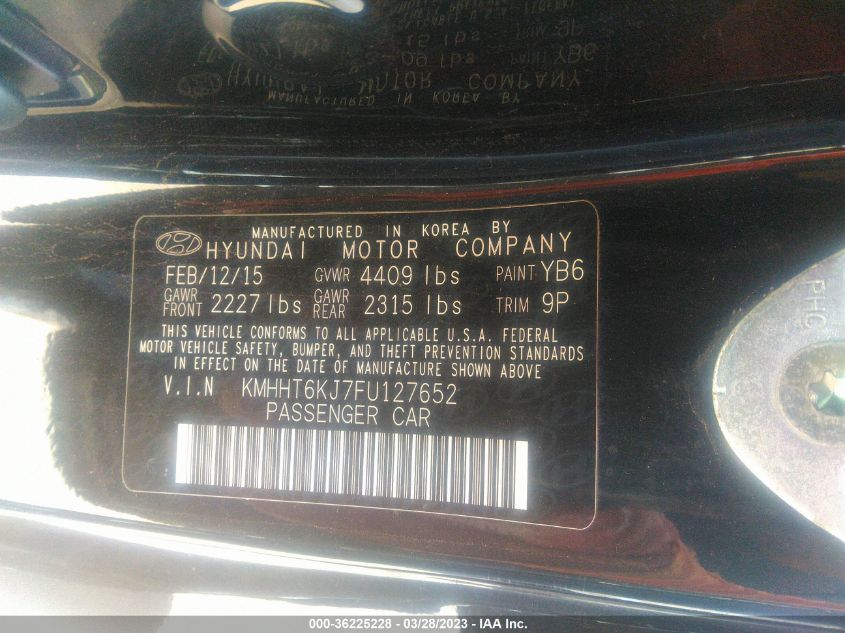 MANUFACTURED IN KOREA BY
HYUNDAI MOTOR COMPANY
FEB/12/15 GVWR 4409 lbs PAINT YB6
GAWR FRONT 2227 lbs GAWR REAR 2315 lbs TRIM 9P
THIS VEHICLE CONFORMS TO ALL APPLICABLE U.S.A. FEDERAL
MOTOR VEHICLE SAFETY, BUMPER, AND THEFT PREVENTION STANDARDS
IN EFFECT ON THE DATE OF MANUFACTURE SHOWN ABOVE
V.I.N KMHHT6KJ7FU127652
PASSENGER CAR
PHC
000-36225228 - 03/28/2023 - IAA Inc.